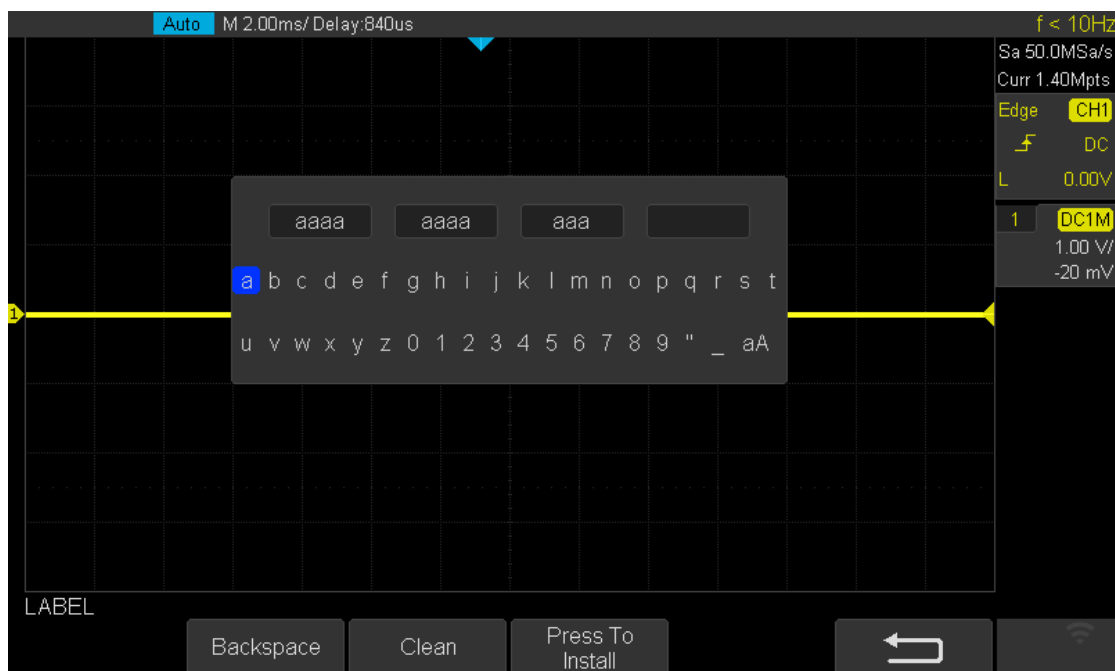 Auto M 2.00ms/ Delay:840us f < 10Hz
Sa 50.0MSa/s
Curr 1.40Mpts
Edge CH1
DC
L 0.00V
1 DC1M
1.00 V/
-20 mV
aaaa aaaa aaa
a b c d e f g h i j k l m n o p q r s t
1
u v w x y z 0 1 2 3 4 5 6 7 8 9 " _ aA
LABEL
Backspace Clean Press To
Install